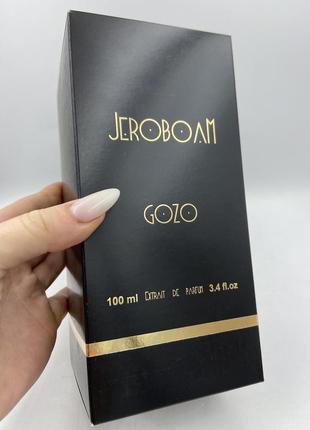 JEROBOAM
GOZO
100 ml EXTRAIT DE PARFUM 3.4 fl.oz